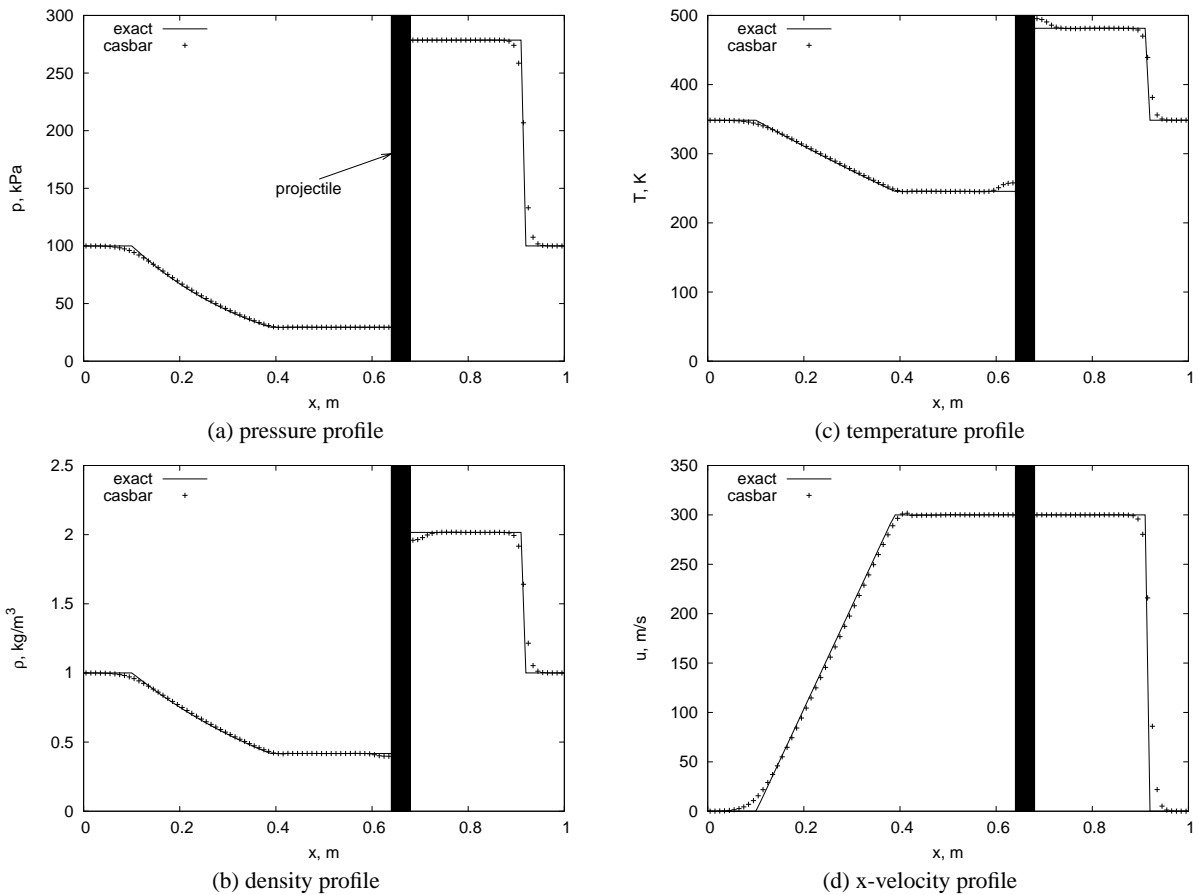 300
250
200
150
100
50
0
p, kPa
exact
casbar
projectile
0 0.2 0.4 0.6 0.8 1
x, m
(a) pressure profile
500
400
300
200
100
0
T, K
exact
casbar
0 0.2 0.4 0.6 0.8 1
x, m
(c) temperature profile
2.5
2
1.5
1
0.5
0
ρ, kg/m³
exact
casbar
0 0.2 0.4 0.6 0.8 1
x, m
(b) density profile
350
300
250
200
150
100
50
0
u, m/s
exact
casbar
0 0.2 0.4 0.6 0.8 1
x, m
(d) x-velocity profile